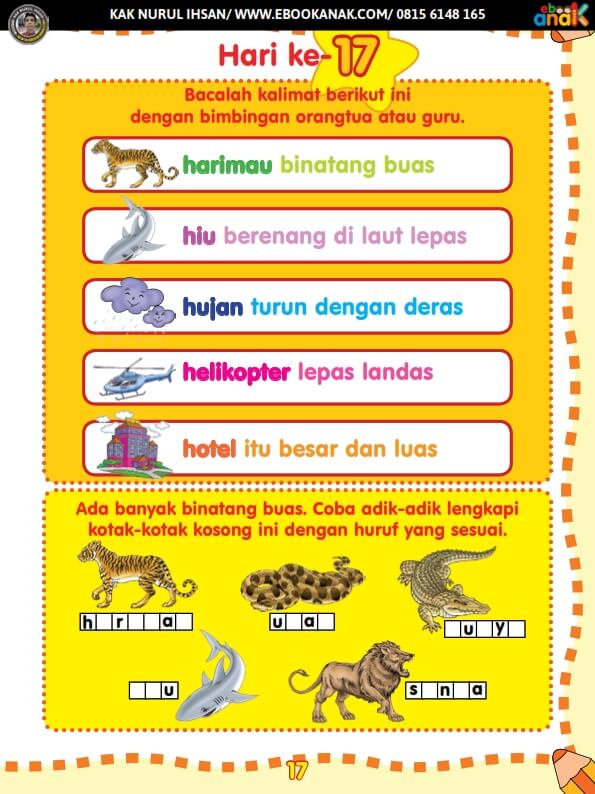 KAK NURUL IHSAN/ WWW.EBOOKANAK.COM/ 0815 6148 165
ebook
anak
Hari ke-17
Bacalah kalimat berikut ini
dengan bimbingan orangtua atau guru.
harimau binatang buas
hiu berenang di laut lepas
hujan turun dengan deras
helikopter lepas landas
hotel itu besar dan luas
Ada banyak binatang buas. Coba adik-adik lengkapi
kotak-kotak kosong ini dengan huruf yang sesuai.
h r a
u a
u y
u
s n a
17